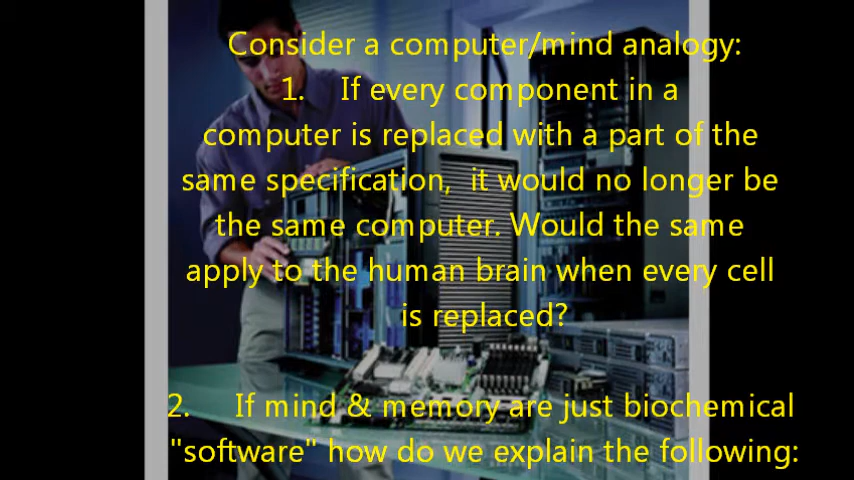 Consider a computer/mind analogy:
1. If every component in a
computer is replaced with a part of the
same specification, it would no longer be
the same computer. Would the same
apply to the human brain when every cell
is replaced?
2. If mind & memory are just biochemical
"software" how do we explain the following: